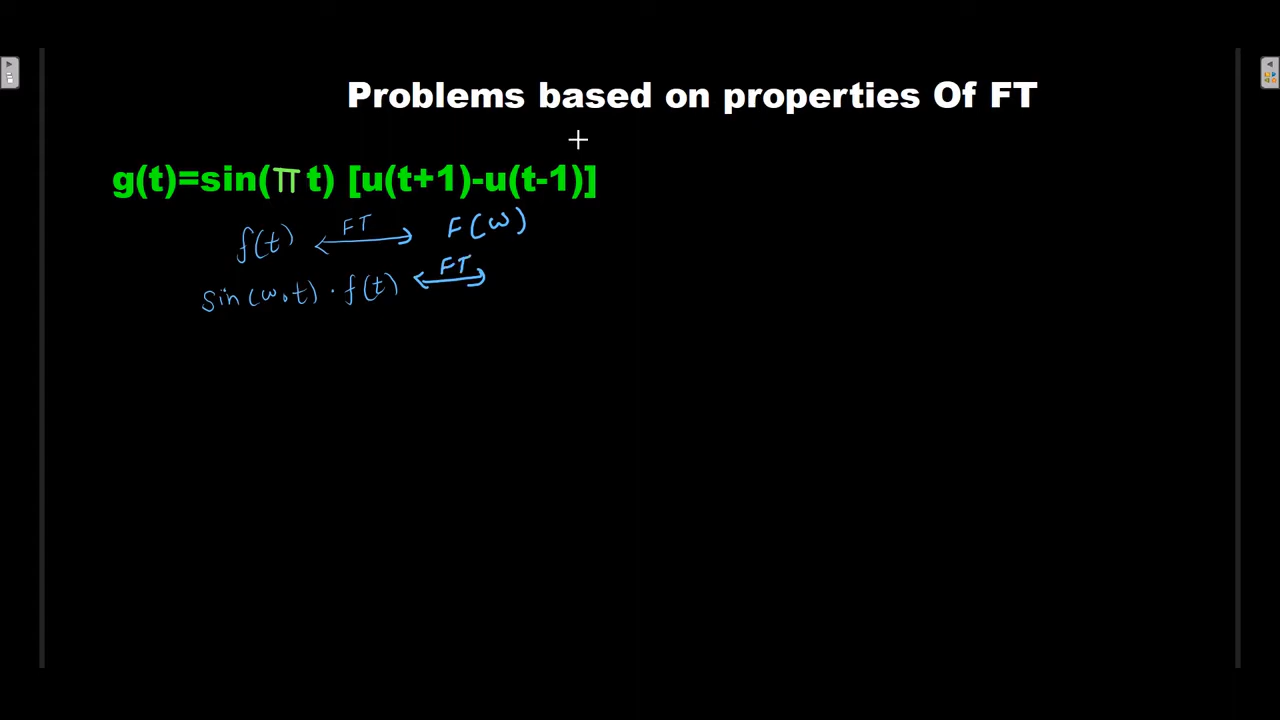 Problems based on properties Of FT
g(t)=sin(πt) [u(t+1)-u(t-1)]
f(t) ⟷ FT F(ω)
sin(ω₀t) · f(t) ⟷ FT